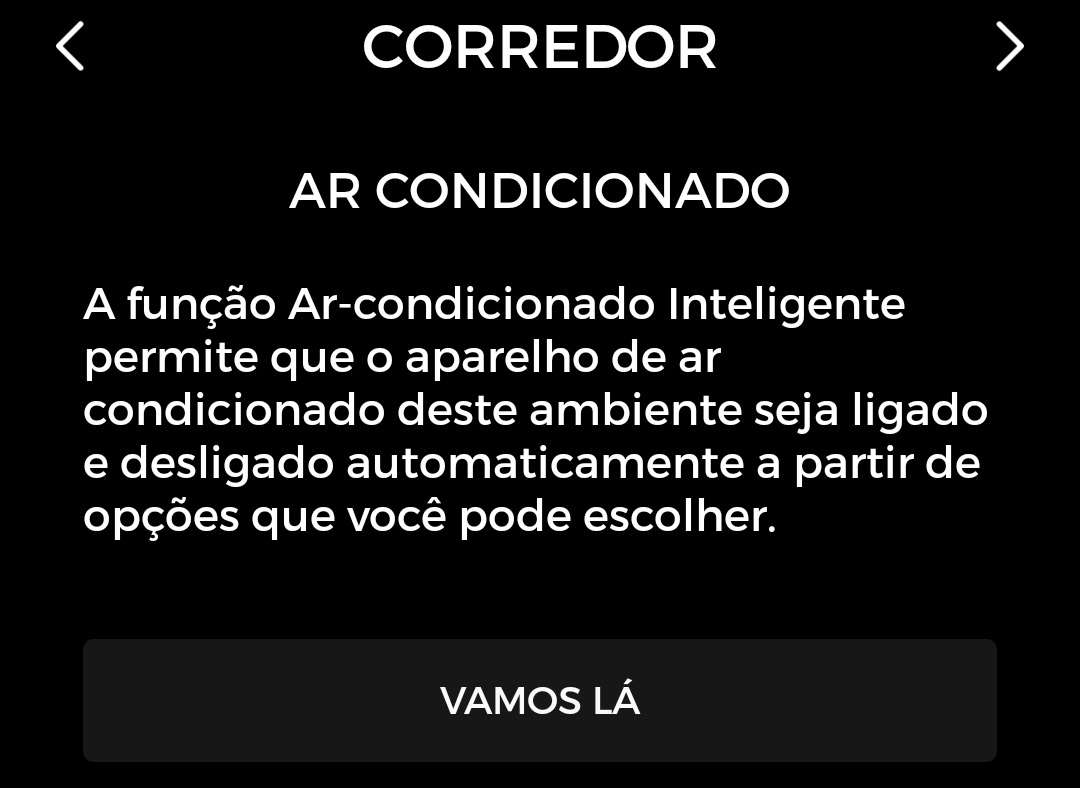 CORREDOR
AR CONDICIONADO
A função Ar-condicionado Inteligente
permite que o aparelho de ar
condicionado deste ambiente seja ligado
e desligado automaticamente a partir de
opções que você pode escolher.
VAMOS LÁ